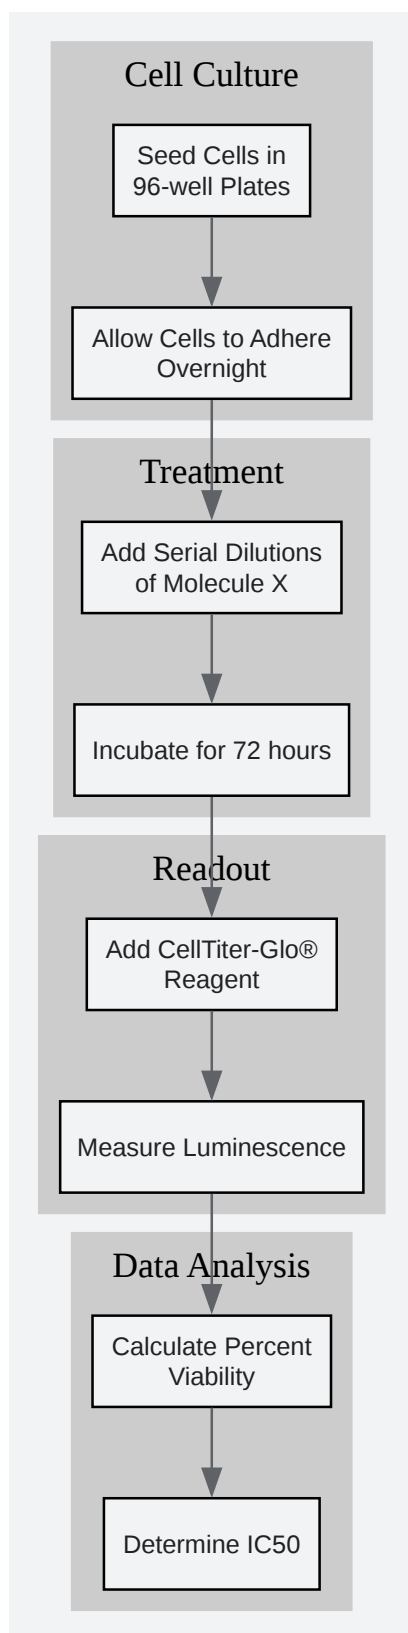 Cell Culture
Seed Cells in
96-well Plates
Allow Cells to Adhere
Overnight
Treatment
Add Serial Dilutions
of Molecule X
Incubate for 72 hours
Readout
Add CellTiter-Glo®
Reagent
Measure Luminescence
Data Analysis
Calculate Percent
Viability
Determine IC50